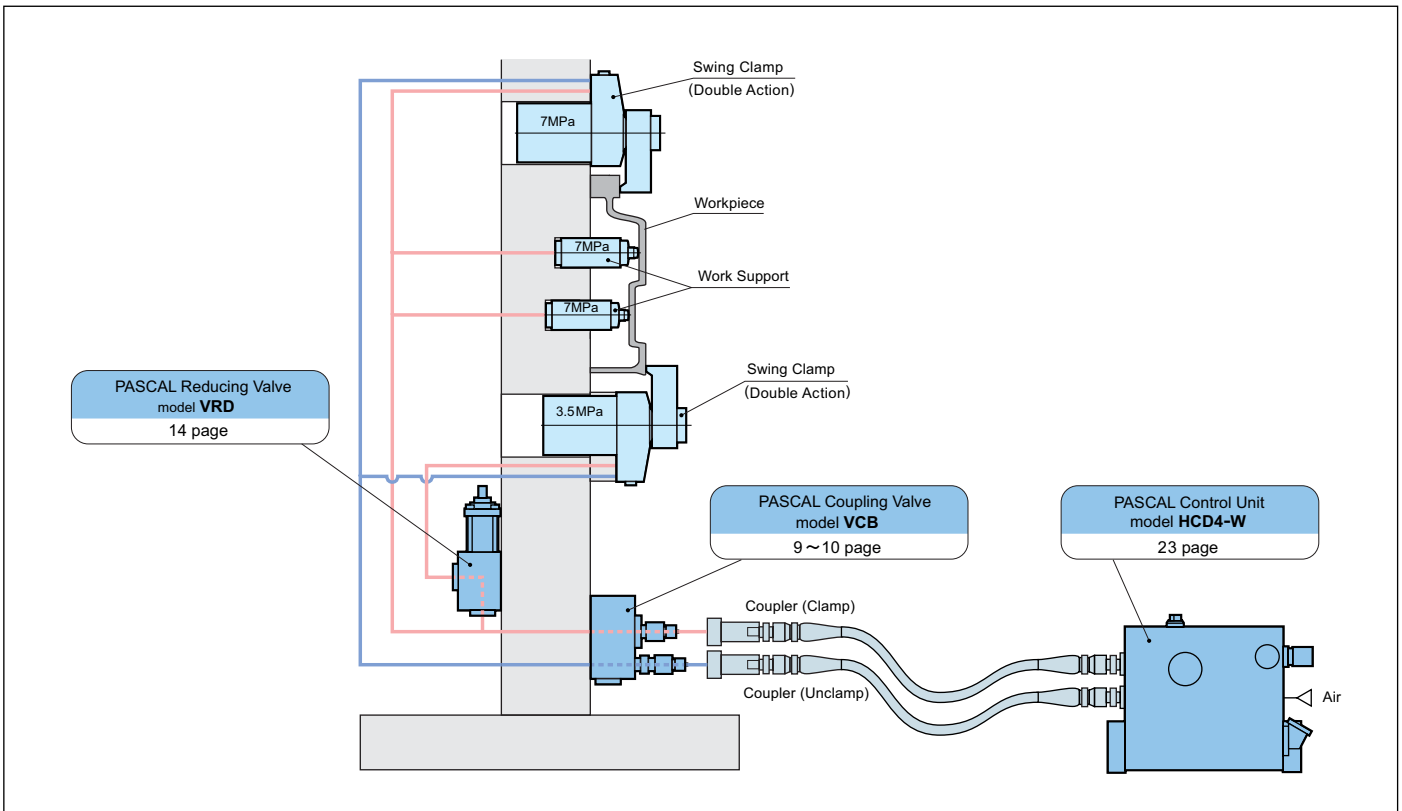 Swing Clamp
(Double Action)
7MPa
Workpiece
7MPa
Work Support
7MPa
Swing Clamp
(Double Action)
3.5MPa
PASCAL Reducing Valve
model VRD
14 page
PASCAL Coupling Valve
model VCB
9～10 page
PASCAL Control Unit
model HCD4-W
23 page
Coupler (Clamp)
Coupler (Unclamp)
Air